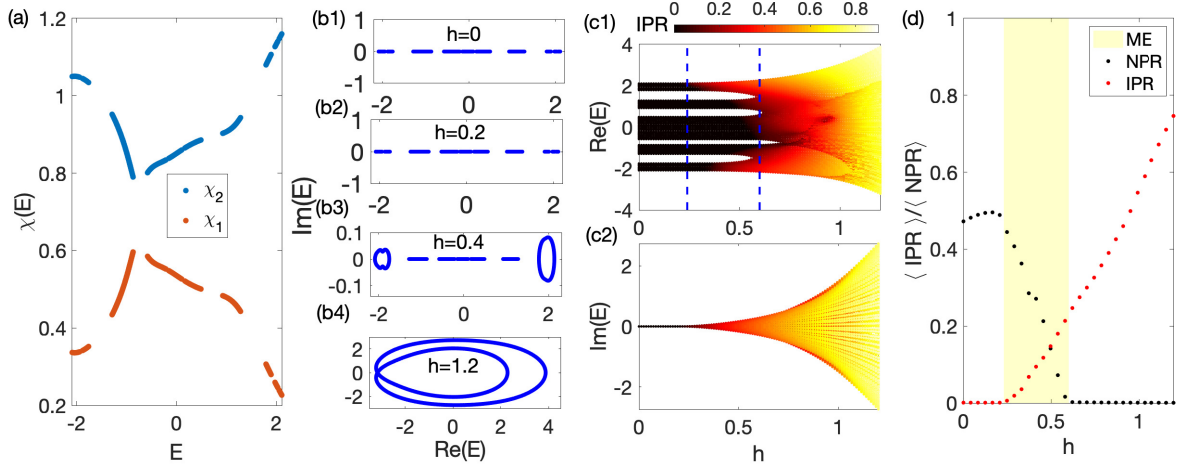 (a)
1.2
1
0.8
0.6
0.4
0.2
χ(E)
χ₂
χ₁
-2
0
2
E
(b1)
h=0
1
0
-1
-2
0
2
(b2)
h=0.2
1
0
-1
-2
0
2
(b3)
h=0.4
0.1
0
-0.1
-2
0
2
(b4)
h=1.2
2
0
-2
-2
0
2
4
Im(E)
Re(E)
(c1)
IPR
0
0.2
0.4
0.6
0.8
4
2
0
-2
-4
Re(E)
0
0.5
1
(c2)
2
0
-2
Im(E)
0
0.5
1
h
(d)
ME
NPR
IPR
1
0.8
0.6
0.4
0.2
0
⟨ IPR ⟩/⟨ NPR⟩
0
0.5
1
h